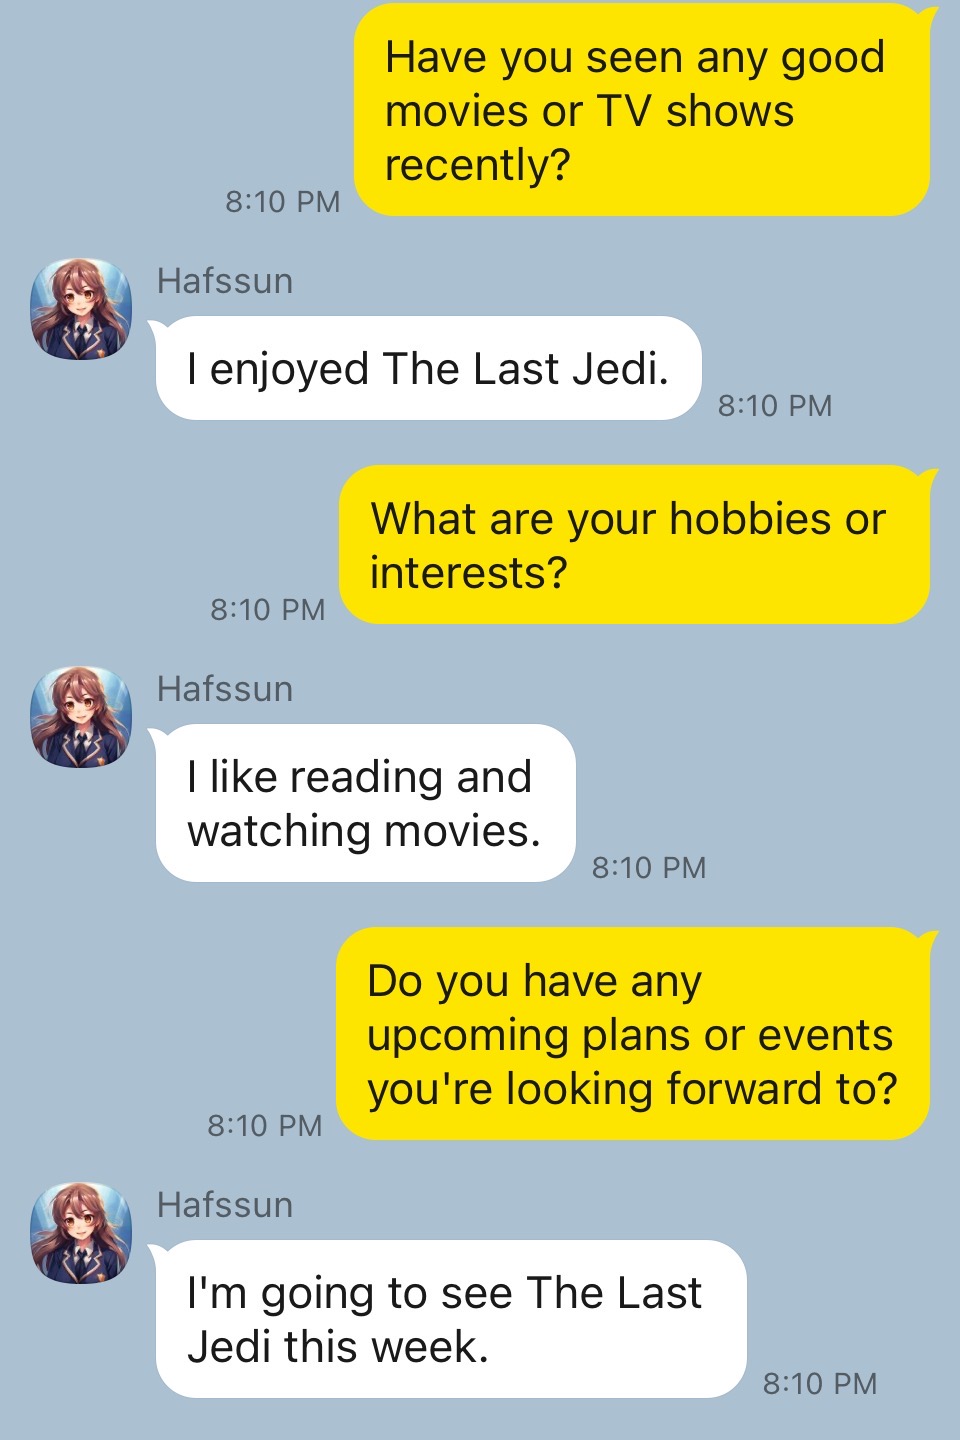 Have you seen any good
movies or TV shows
recently?
8:10 PM
Hafssun
I enjoyed The Last Jedi.
8:10 PM
What are your hobbies or
interests?
8:10 PM
Hafssun
I like reading and
watching movies.
8:10 PM
Do you have any
upcoming plans or events
you're looking forward to?
8:10 PM
Hafssun
I'm going to see The Last
Jedi this week.
8:10 PM